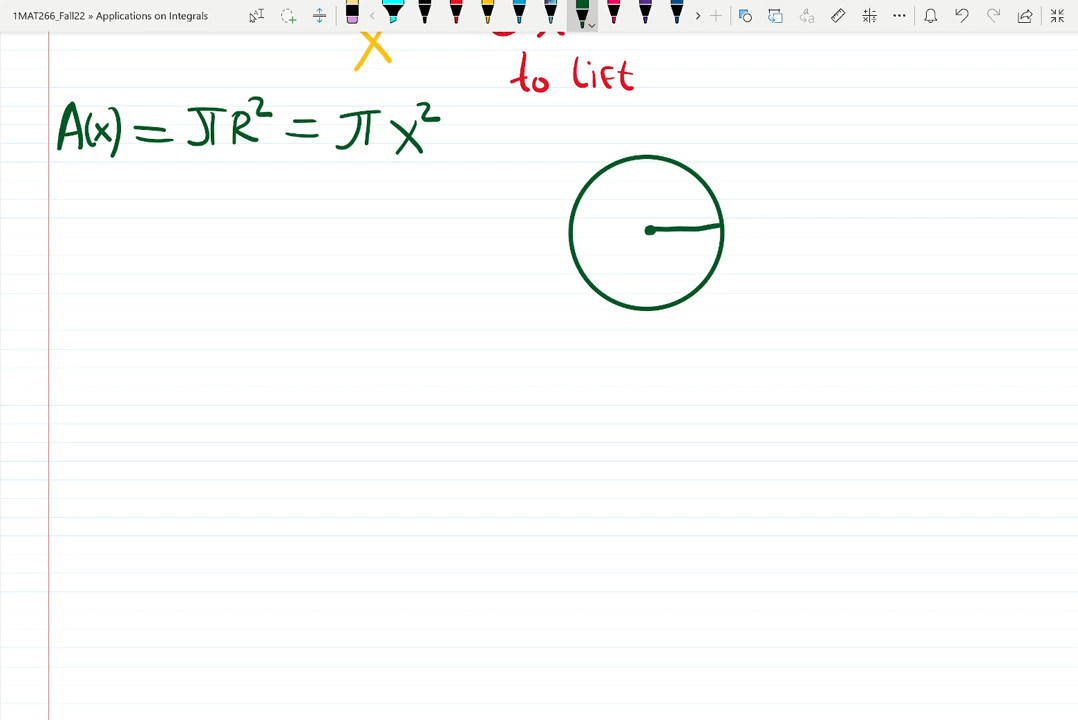 1MAT266_Fall22 » Applications on Integrals
X
to lift
A(x) = πR² = πX²